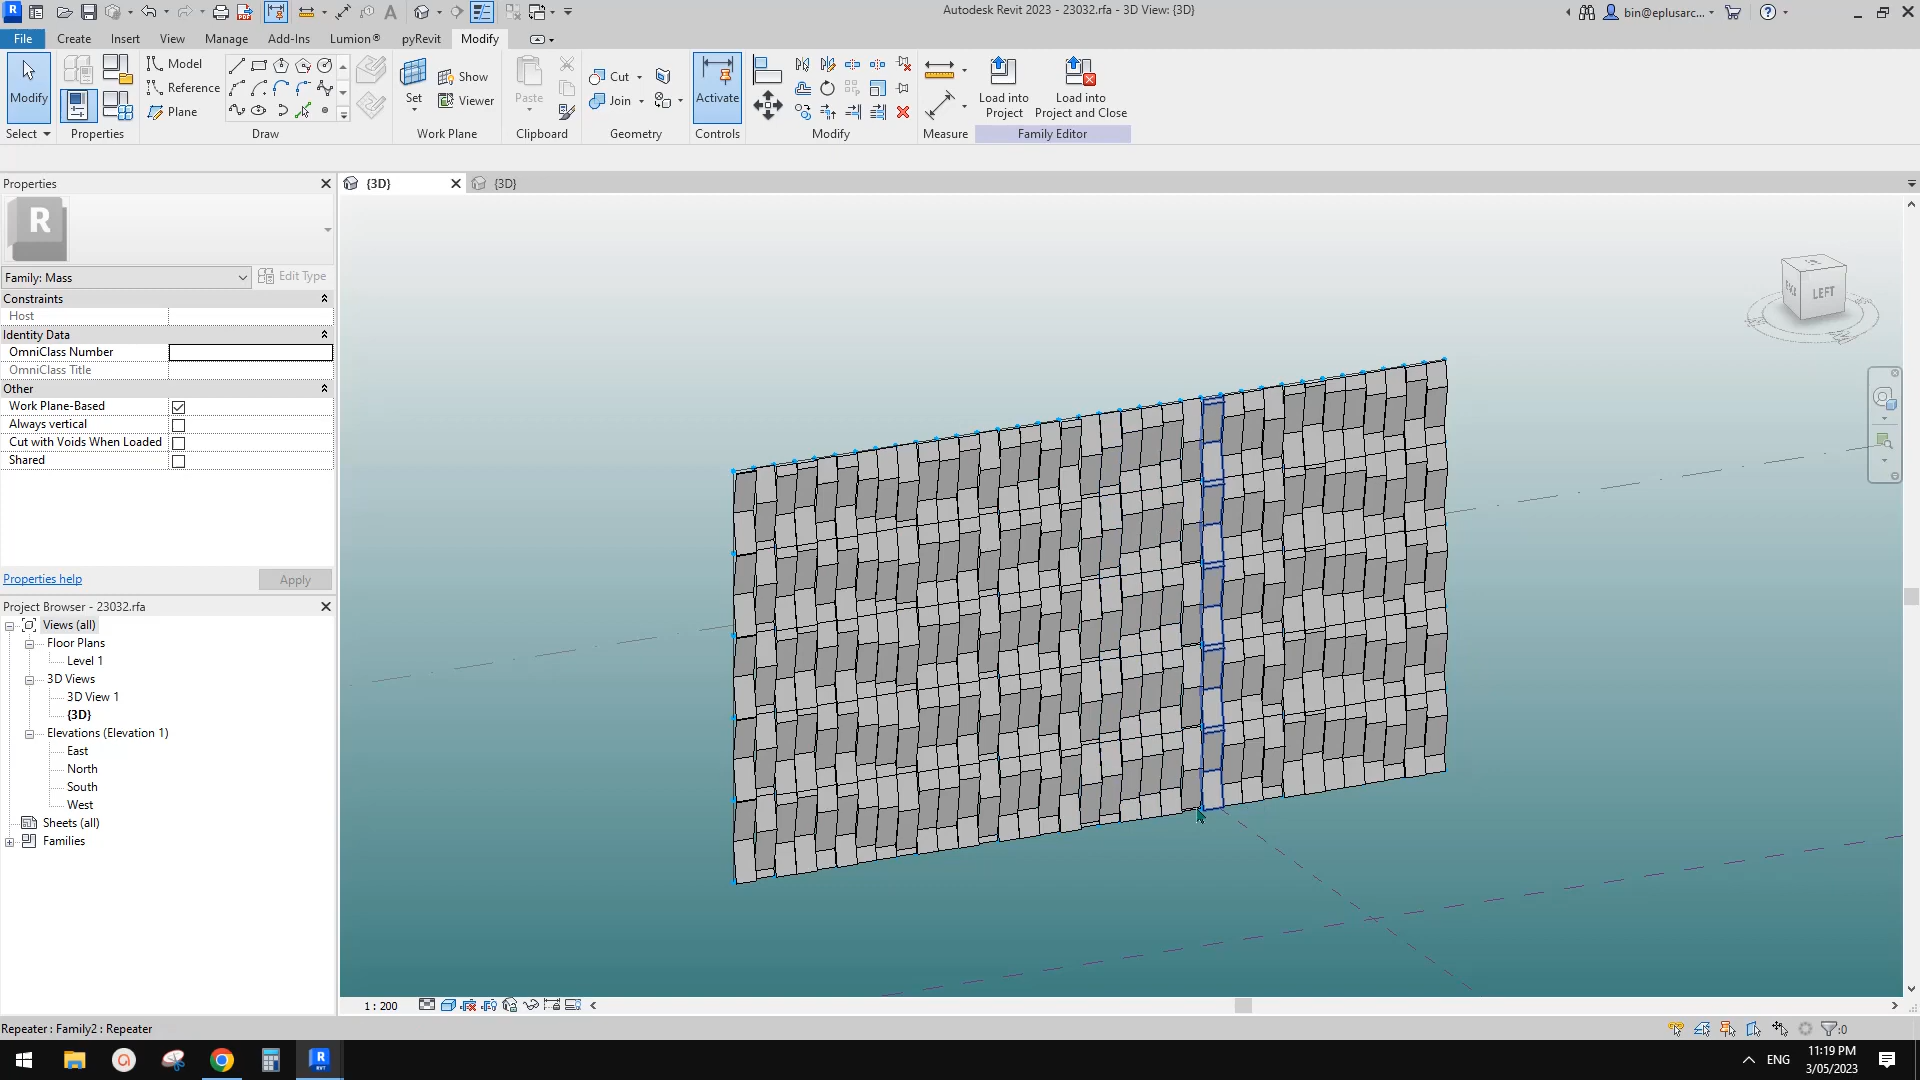 Autodesk Revit 2023 - 23032.rfa - 3D View: {3D}
bin@eplusarc...
File Create Insert View Manage Add-Ins Lumion® pyRevit Modify
Modify
Select
Properties
Model
Reference
Plane
Draw
Set
Show
Viewer
Work Plane
Paste
Clipboard
Cut
Join
Geometry
Activate
Controls
Modify
Measure
Load into
Project
Load into
Project and Close
Family Editor
Properties
{3D}
{3D}
R
Family: Mass
Edit Type
Constraints
Host
Identity Data
OmniClass Number
OmniClass Title
Other
Work Plane-Based
Always vertical
Cut with Voids When Loaded
Shared
Properties help
Apply
Project Browser - 23032.rfa
Views (all)
Floor Plans
Level 1
3D Views
3D View 1
{3D}
Elevations (Elevation 1)
East
North
South
West
Sheets (all)
Families
LEFT
1 : 200
Repeater : Family2 : Repeater
:0
ENG
11:19 PM
3/05/2023